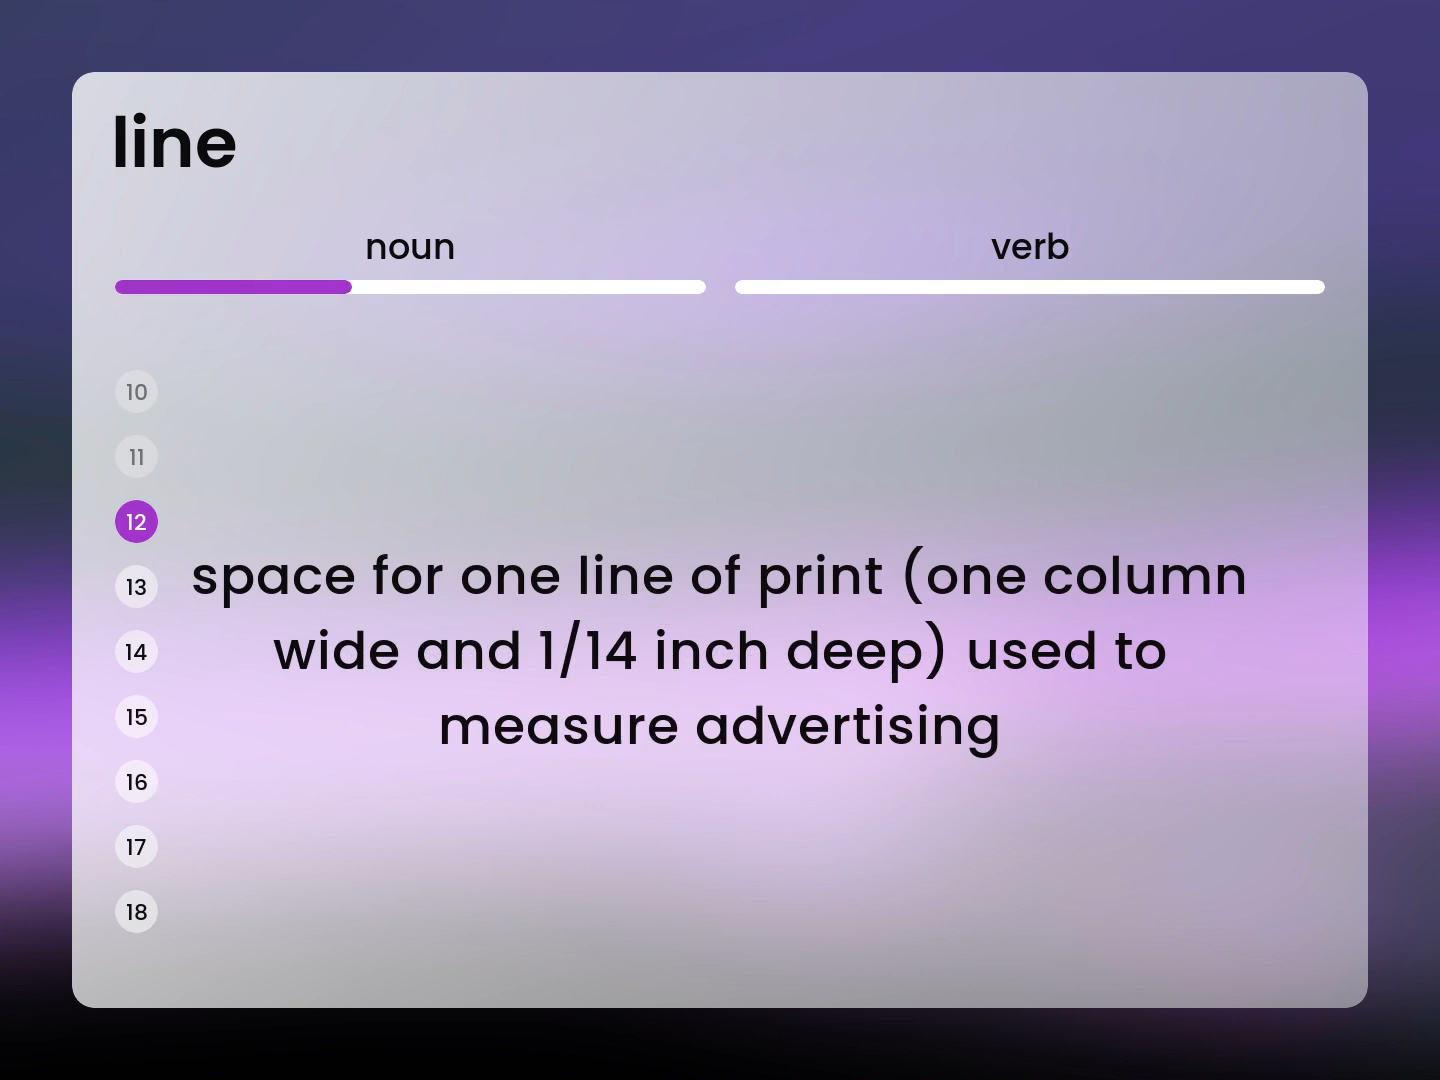 line
noun
verb
10
11
12
13
14
15
16
17
18
space for one line of print (one column
wide and 1/14 inch deep) used to
measure advertising